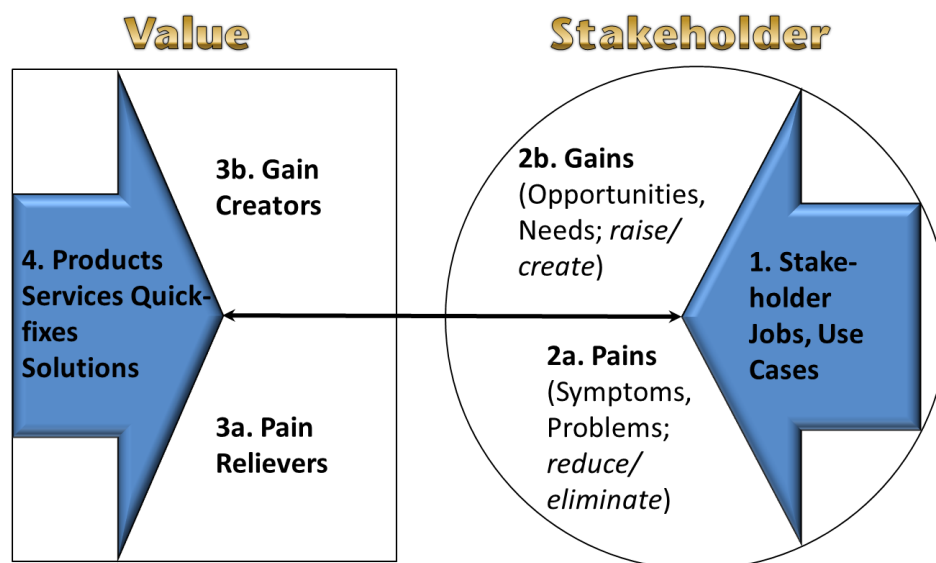 Value
Stakeholder
3b. Gain
Creators
4. Products
Services Quick-
fixes
Solutions
3a. Pain
Relievers
2b. Gains
(Opportunities,
Needs; raise/
create)
1. Stake-
holder
Jobs, Use
Cases
2a. Pains
(Symptoms,
Problems;
reduce/
eliminate)